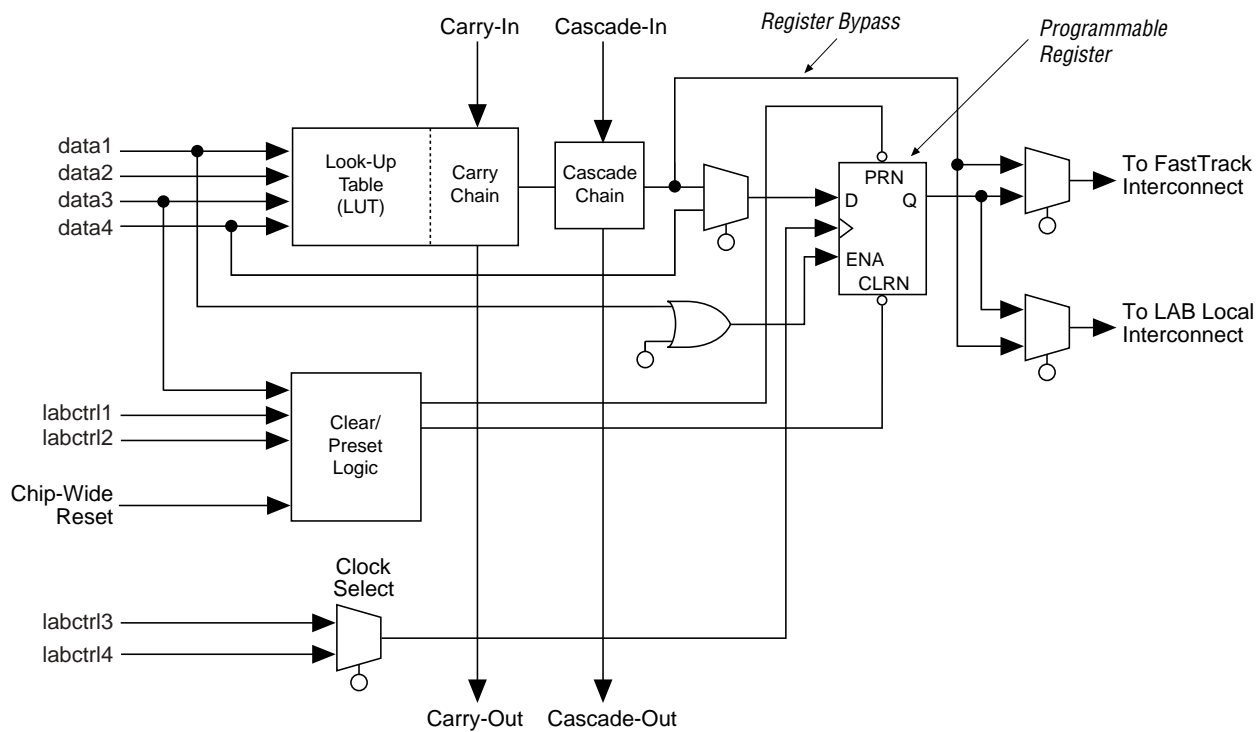 Carry-In
Cascade-In
Register Bypass
Programmable
Register
data1
data2
data3
data4
Look-Up
Table
(LUT)
Carry
Chain
Cascade
Chain
PRN
D
Q
ENA
CLRN
To FastTrack
Interconnect
To LAB Local
Interconnect
labctrl1
labctrl2
Chip-Wide
Reset
Clear/
Preset
Logic
Clock
Select
labctrl3
labctrl4
Carry-Out
Cascade-Out